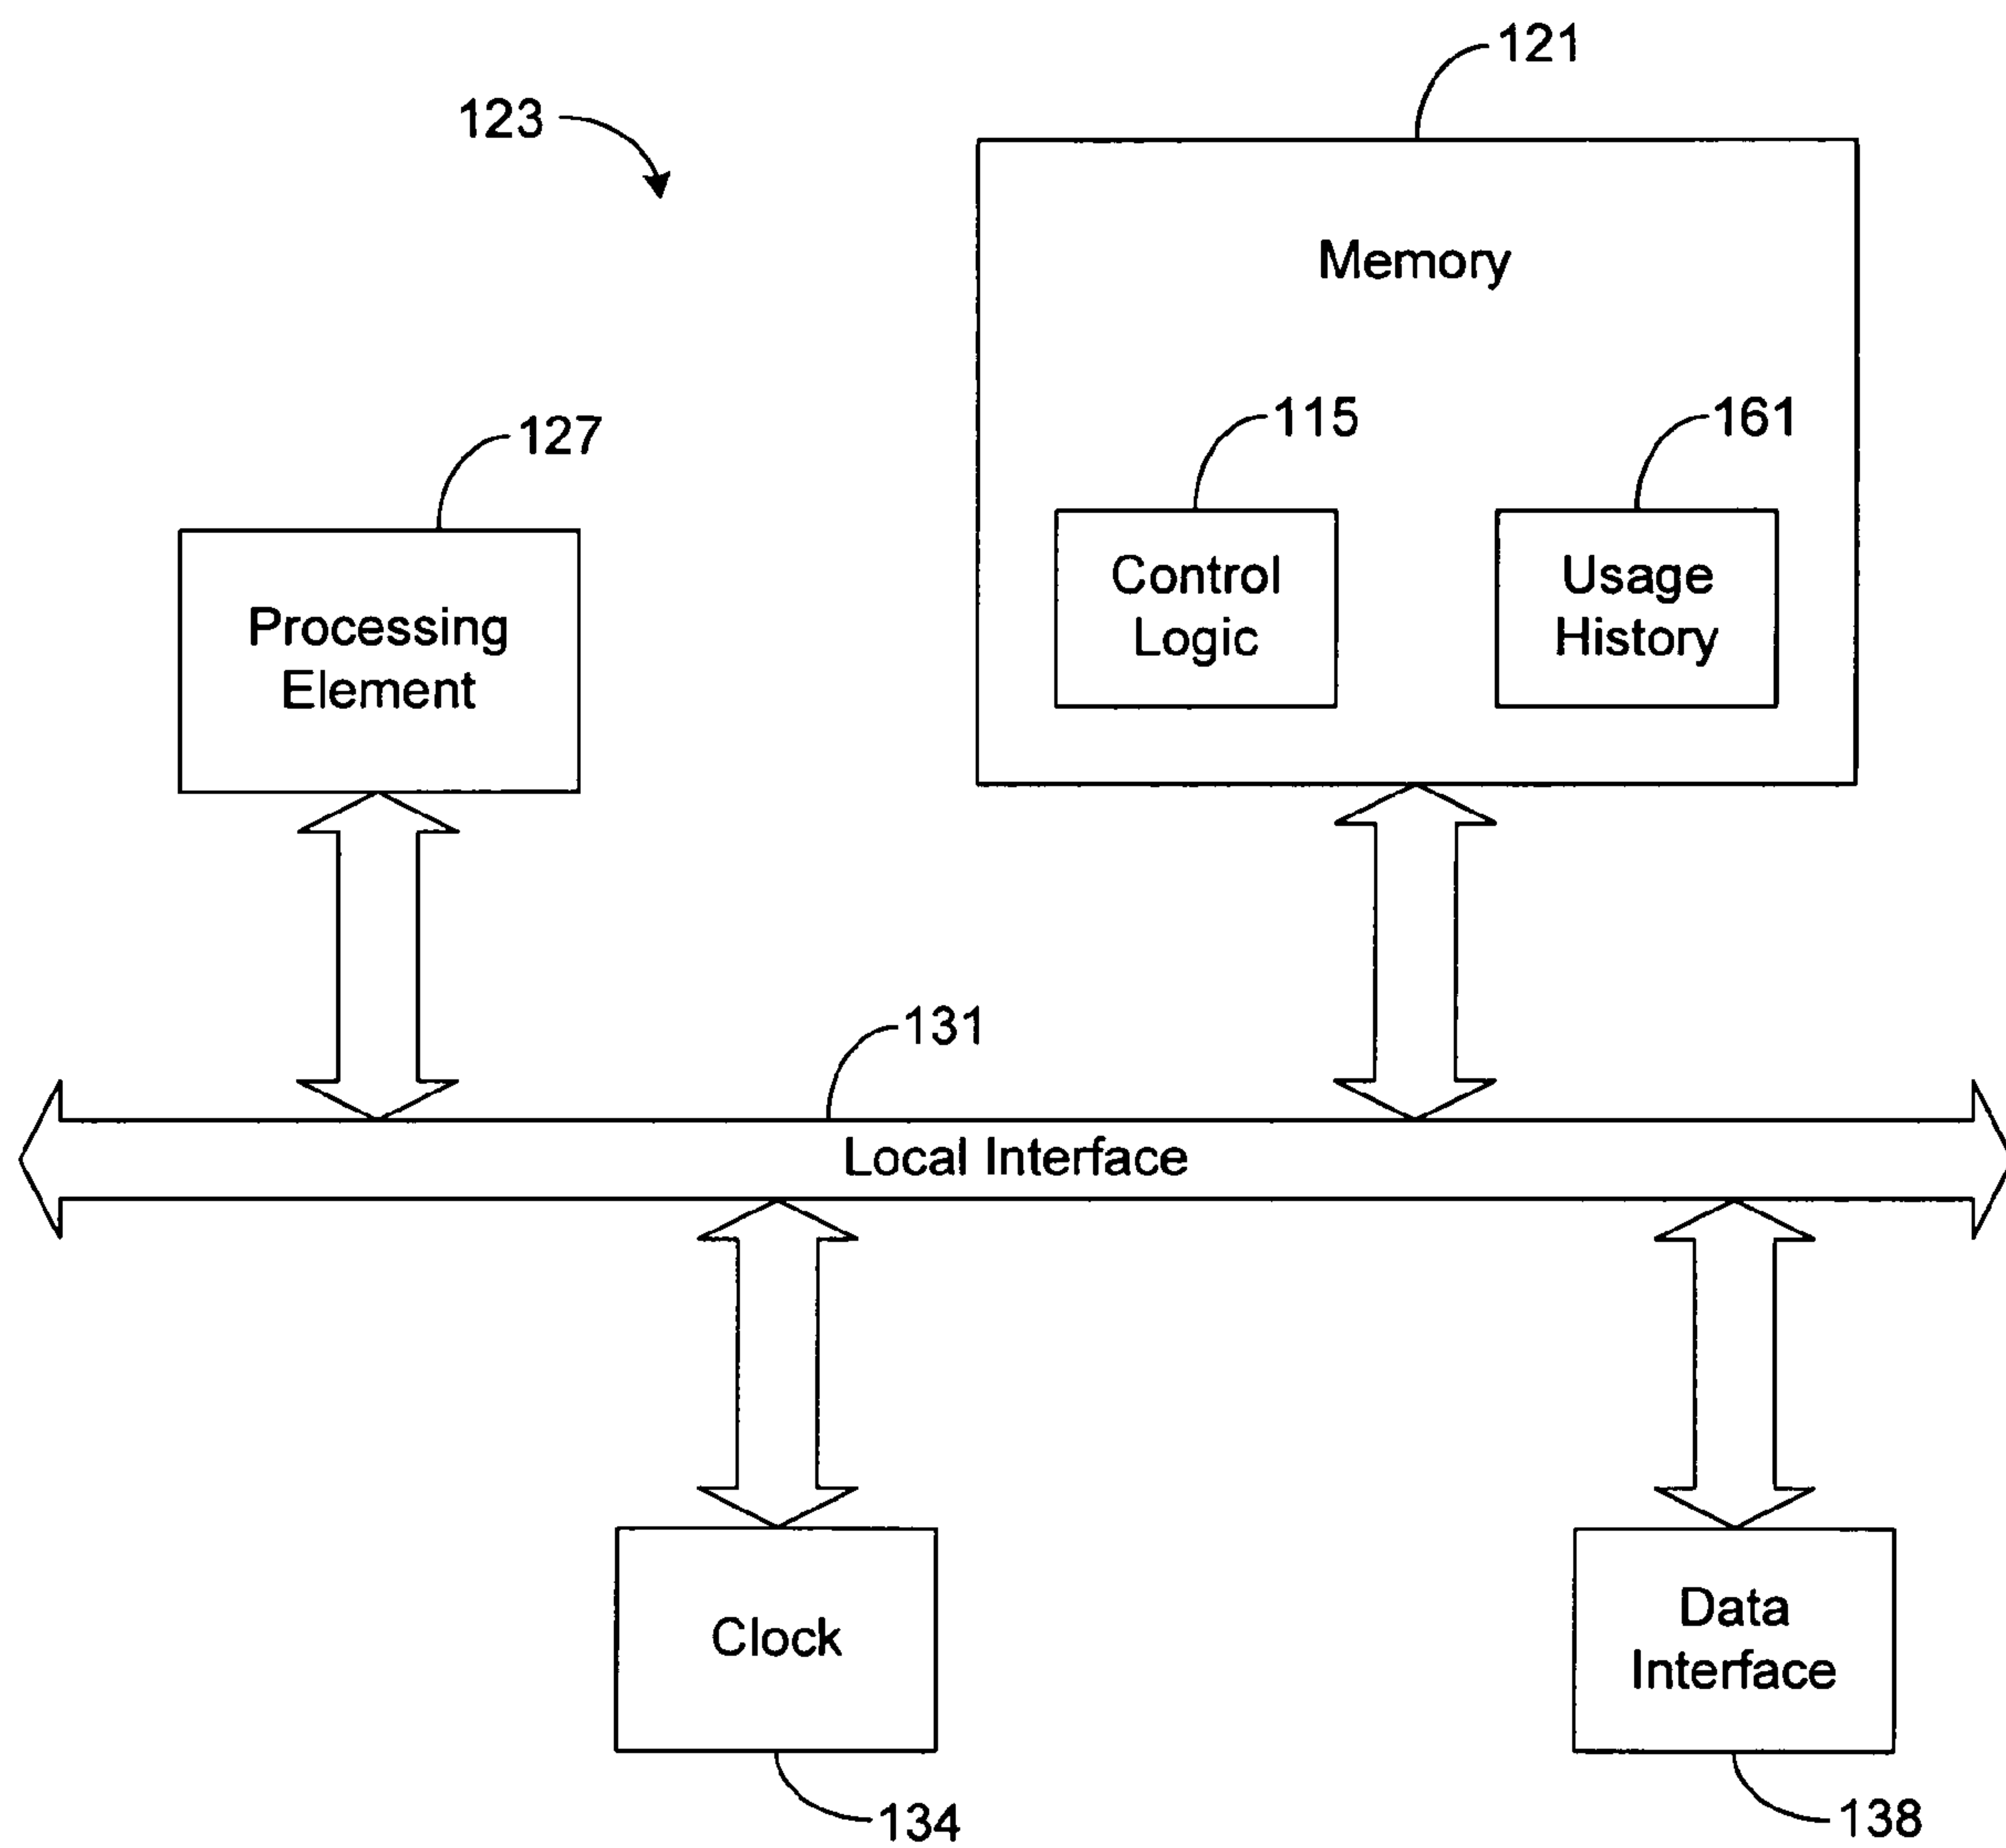 121
123
Memory
127
115
161
Processing
Element
Control
Logic
Usage
History
131
Local Interface
Clock
Data
Interface
134
138